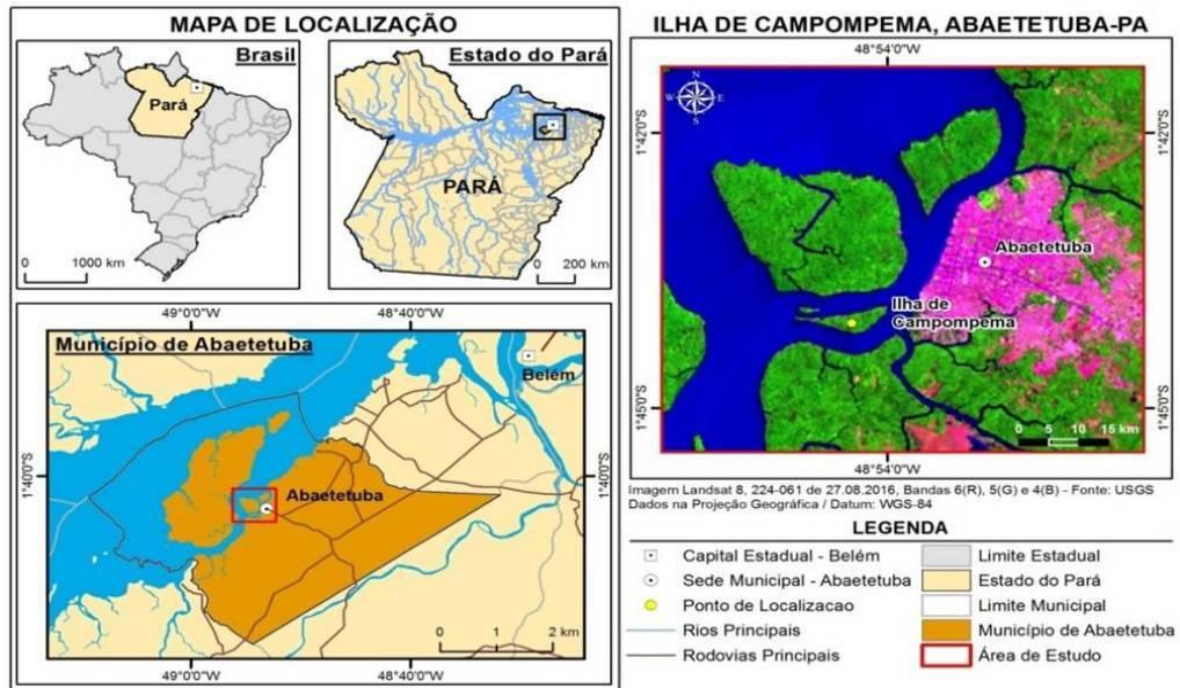 MAPA DE LOCALIZAÇÃO
Brasil
Pará
0 1000 km
Estado do Pará
PARÁ
0 200 km
49°0'0"W 48°40'0"W
Município de Abaetetuba
Belém
Abaetetuba
1°40'0"S
1°40'0"S
0 1 2 km
49°0'0"W 48°40'0"W
ILHA DE CAMPOMPEMA, ABAETETUBA-PA
48°54'0"W
N
W E
S
1°42'0"S
1°42'0"S
Abaetetuba
Ilha de
Campompema
1°45'0"S
1°45'0"S
0 5 10 15 km
48°54'0"W
Imagem Landsat 8, 224-061 de 27.08.2016, Bandas 6(R), 5(G) e 4(B) - Fonte: USGS
Dados na Projeção Geográfica / Datum: WGS-84
LEGENDA
Capital Estadual - Belém
Sede Municipal - Abaetetuba
Ponto de Localizacao
Rios Principais
Rodovias Principais
Limite Estadual
Estado do Pará
Limite Municipal
Município de Abaetetuba
Área de Estudo